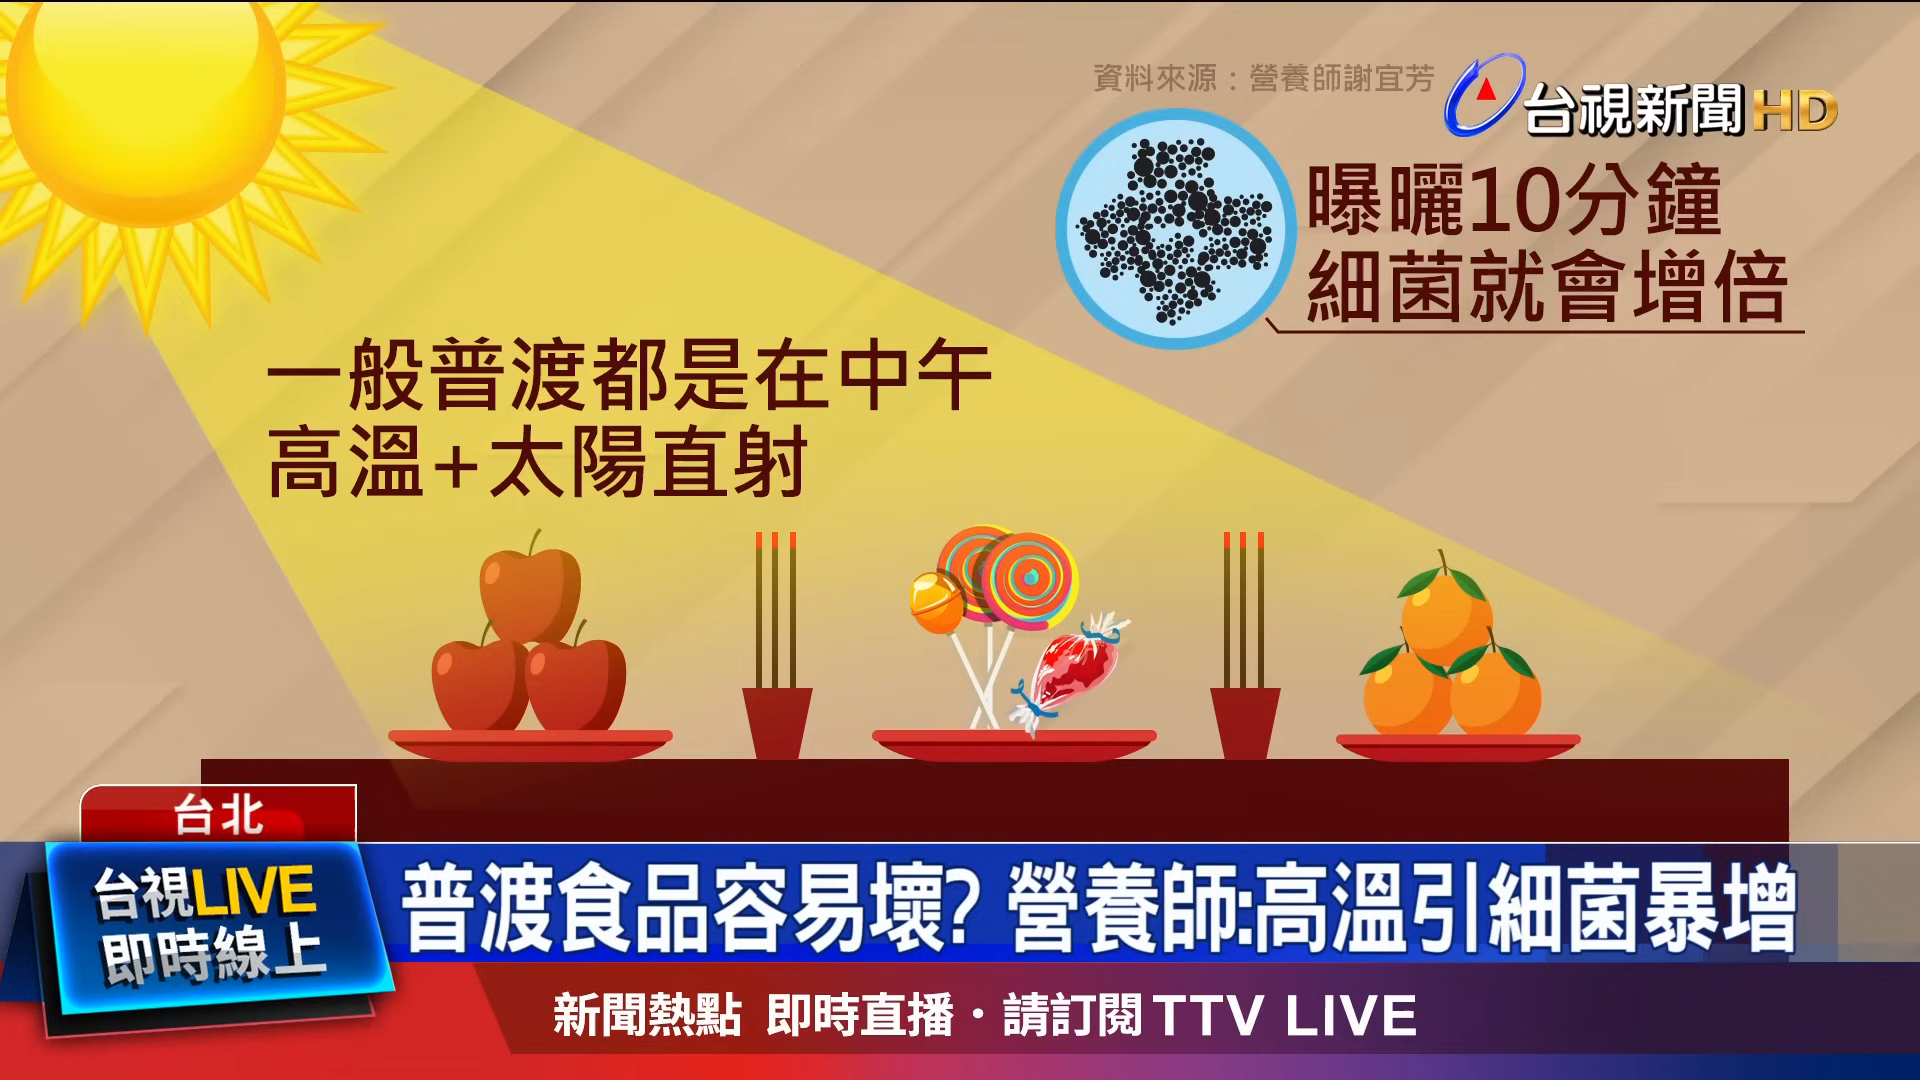 資料來源：營養師謝宜芳
台視新聞HD
曝曬10分鐘
細菌就會增倍
一般普渡都是在中午
高溫+太陽直射
台北
台視LIVE
即時線上
普渡食品容易壞? 營養師:高溫引細菌暴增
新聞熱點 即時直播・請訂閱TTV LIVE